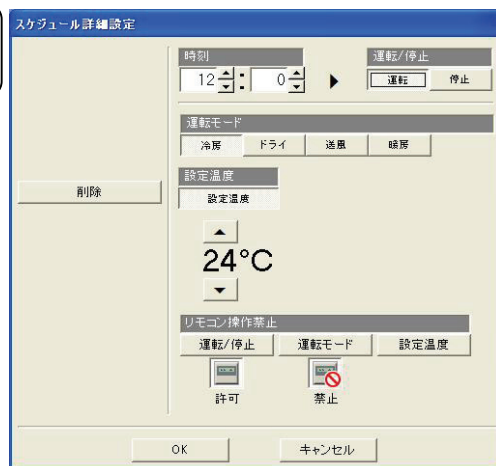 スケジュール詳細設定
時刻
運転/停止
12 : 0
運転
停止
運転モード
冷房
ドライ
送風
暖房
設定温度
設定温度
削除
24°C
リモコン操作禁止
運転/停止
運転モード
設定温度
許可
禁止
OK
キャンセル